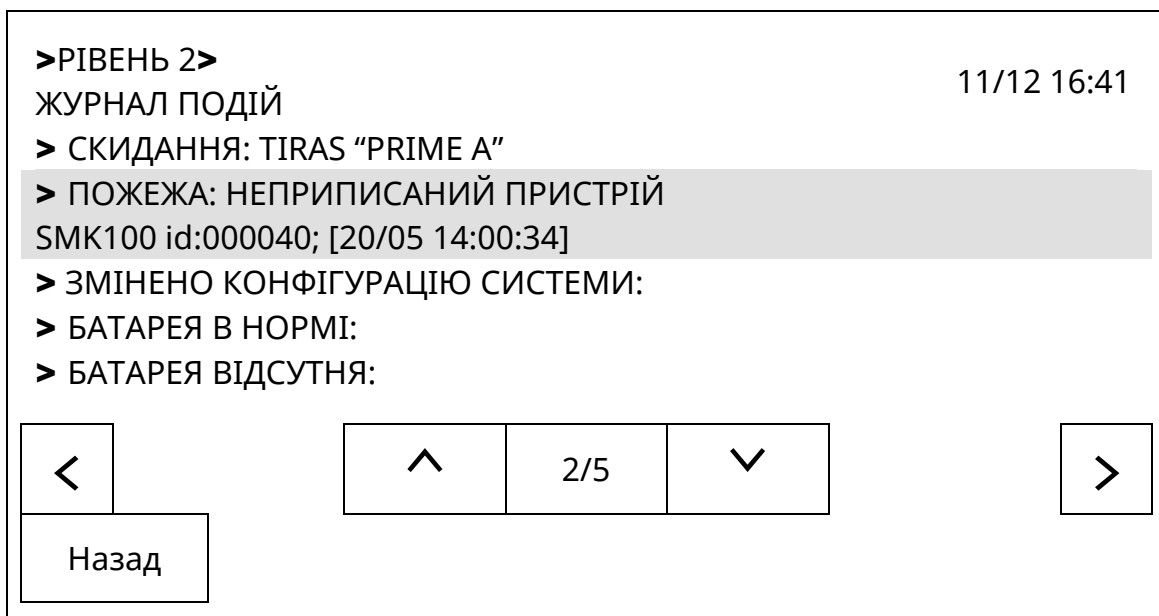 >РІВЕНЬ 2>
11/12 16:41
ЖУРНАЛ ПОДІЙ
> СКИДАННЯ: TIRAS “PRIME A”
> ПОЖЕЖА: НЕПРИПИСАНИЙ ПРИСТРІЙ
SMK100 id:000040; [20/05 14:00:34]
> ЗМІНЕНО КОНФІГУРАЦІЮ СИСТЕМИ:
> БАТАРЕЯ В НОРМІ:
> БАТАРЕЯ ВІДСУТНЯ:
2/5
Назад